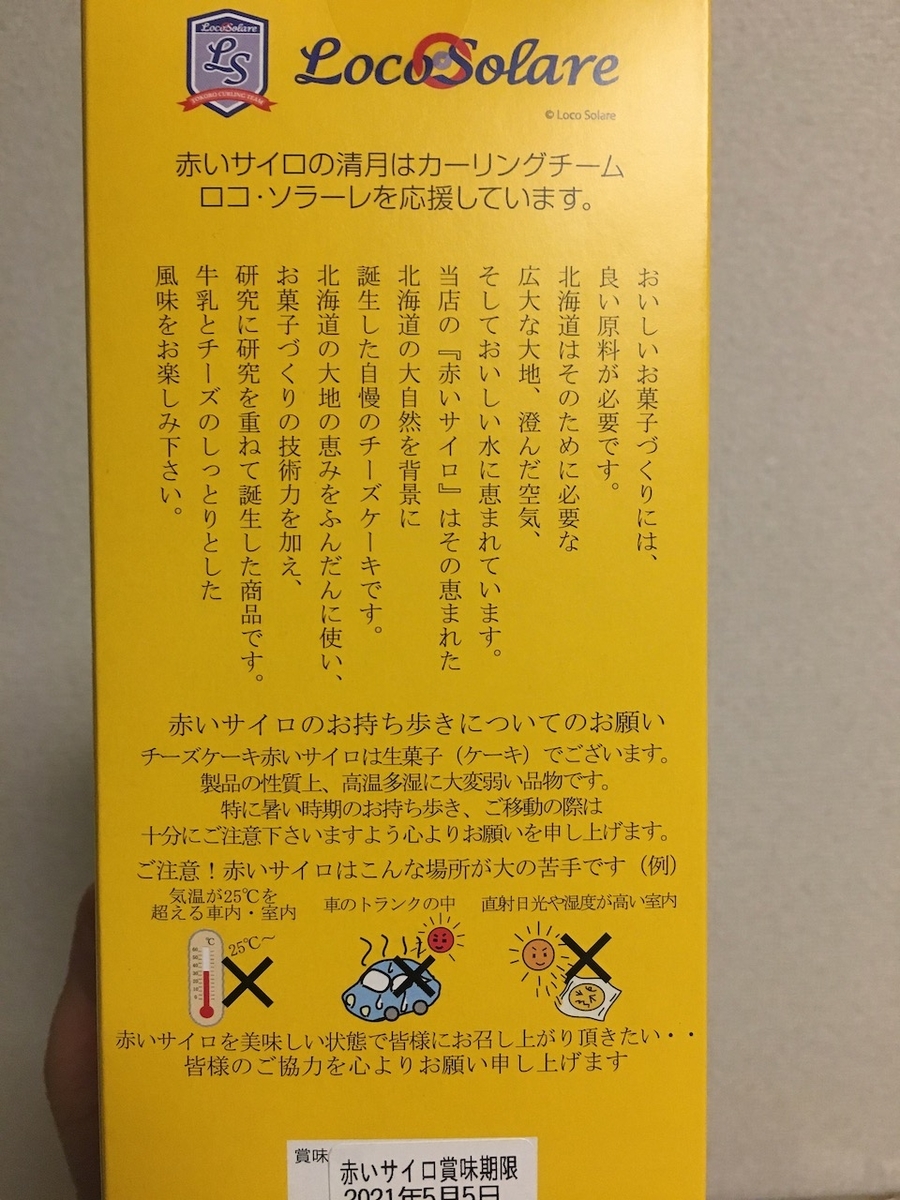 LocoSolare
LS
TOKORO CURLING TEAM
LocoSolare
© Loco Solare
赤いサイロの清月はカーリングチーム
ロコ・ソラーレを応援しています。
おいしいお菓子づくりには、
良い原料が必要です。
北海道はそのために必要な
広大な大地、澄んだ空気、
そしておいしい水に恵まれています。
当店の『赤いサイロ』はその恵まれた
北海道の大自然を背景に
誕生した自慢のチーズケーキです。
北海道の大地の恵みをふんだんに使い、
お菓子づくりの技術力を加え、
研究に研究を重ねて誕生した商品です。
牛乳とチーズのしっとりとした
風味をお楽しみ下さい。
赤いサイロのお持ち歩きについてのお願い
チーズケーキ赤いサイロは生菓子（ケーキ）でございます。
製品の性質上、高温多湿に大変弱い品物です。
特に暑い時期のお持ち歩き、ご移動の際は
十分にご注意下さいますよう心よりお願いを申し上げます。
ご注意！赤いサイロはこんな場所が大の苦手です（例）
気温が25℃を
超える車内・室内
車のトランクの中
直射日光や湿度が高い室内
℃
25℃～
赤いサイロを美味しい状態で皆様にお召し上がり頂きたい・・
皆様のご協力を心よりお願い申し上げます
賞味
赤いサイロ賞味期限
2021年5月5日